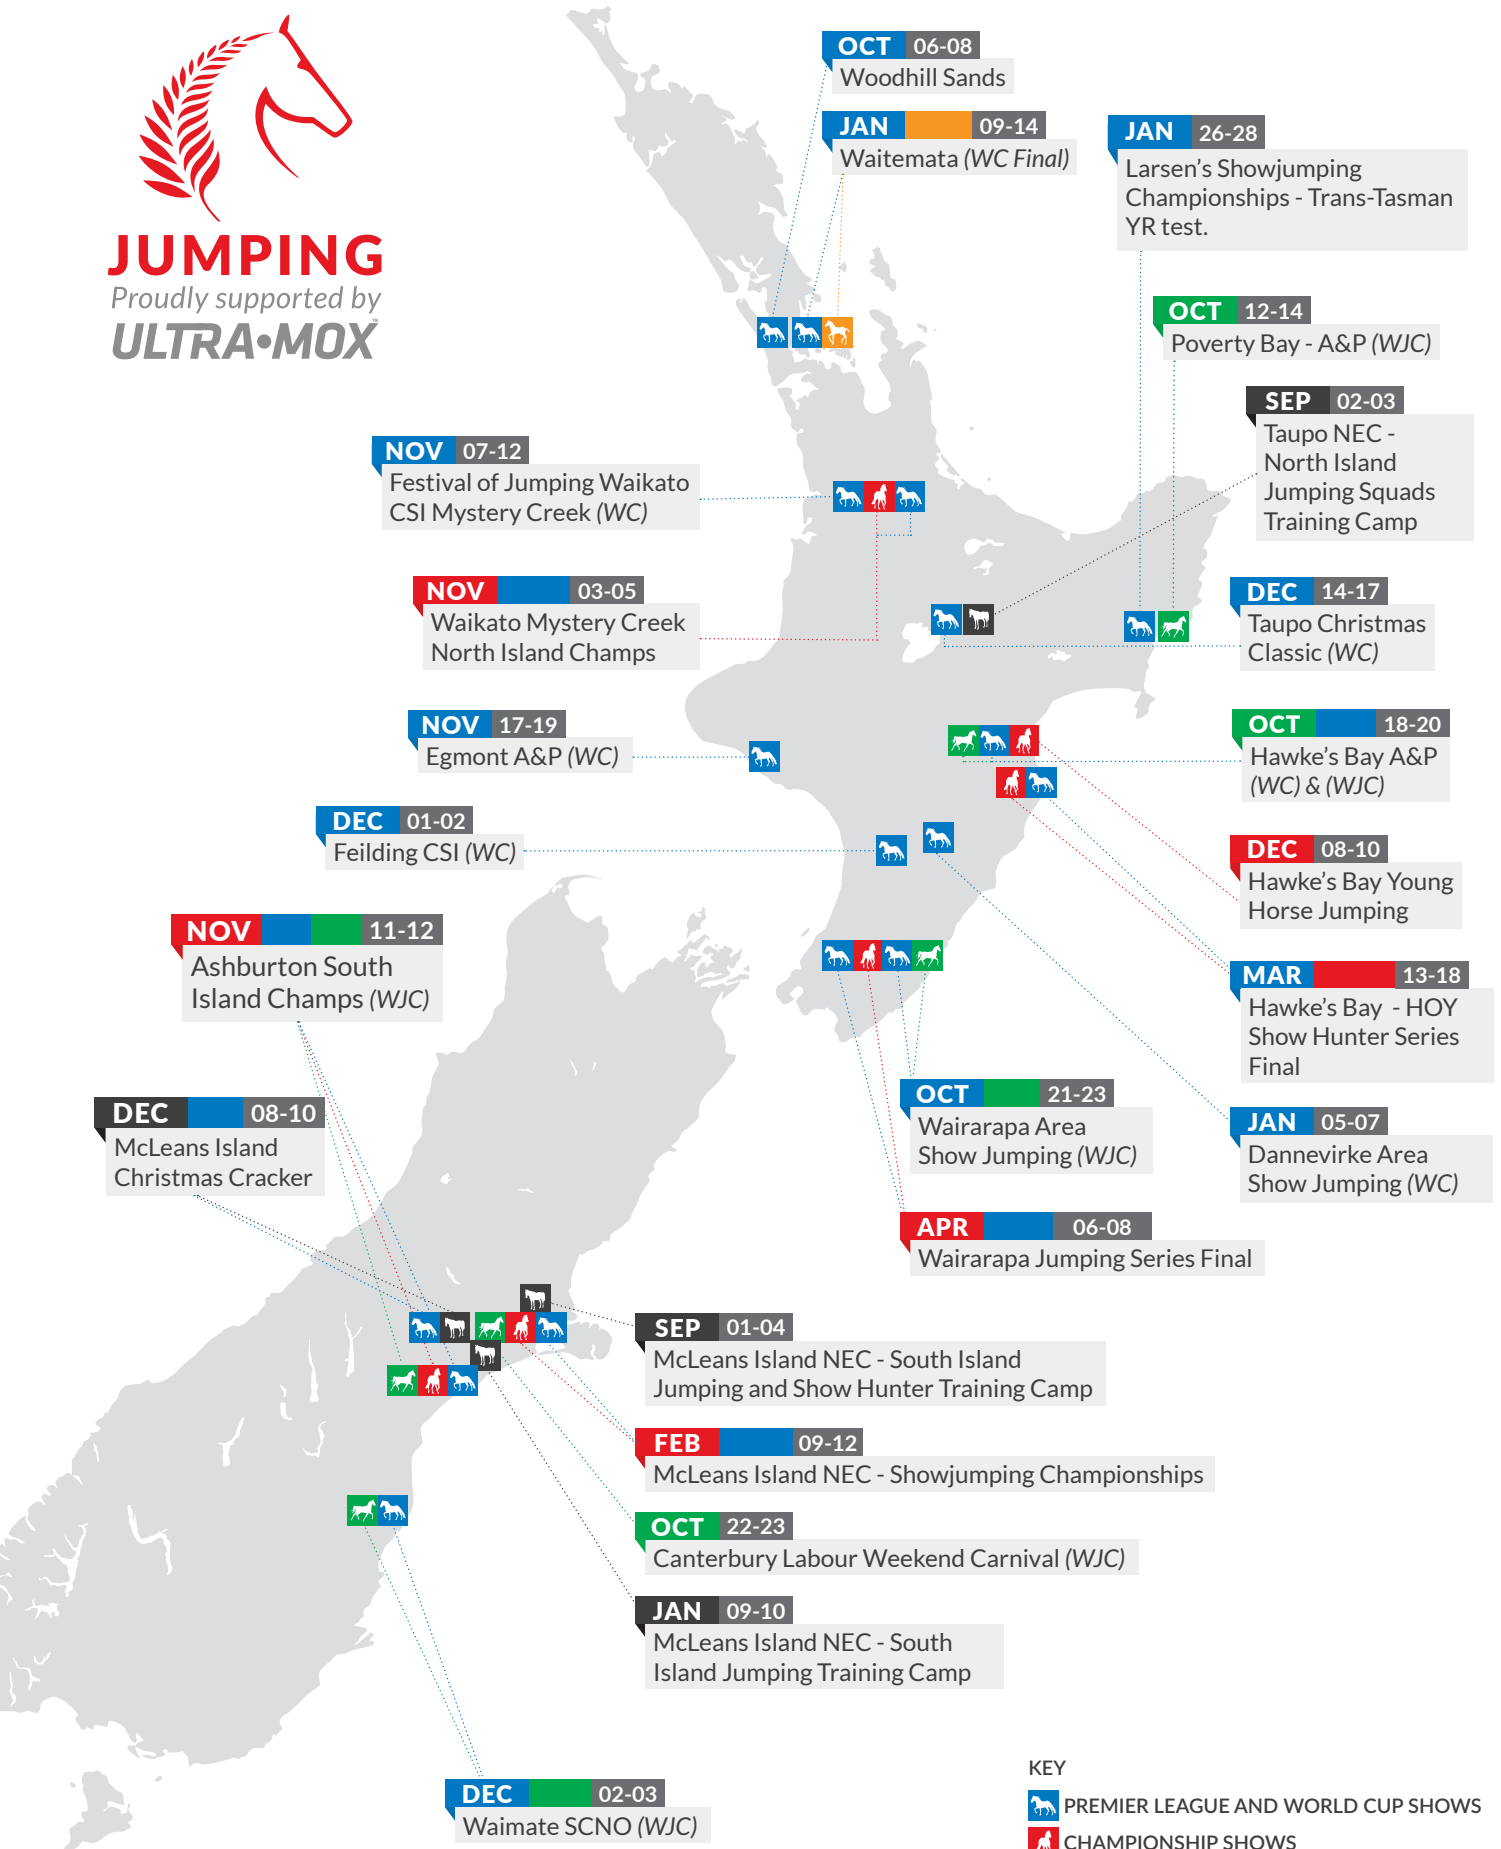 JUMPING
Proudly supported by
ULTRA•MOX™
OCT 06-08
Woodhill Sands
JAN 09-14
Waitemata (WC Final)
JAN 26-28
Larsen's Showjumping
Championships - Trans-Tasman
YR test.
OCT 12-14
Poverty Bay - A&P (WJC)
SEP 02-03
Taupo NEC -
North Island
Jumping Squads
Training Camp
NOV 07-12
Festival of Jumping Waikato
CSI Mystery Creek (WC)
NOV 03-05
Waikato Mystery Creek
North Island Champs
DEC 14-17
Taupo Christmas
Classic (WC)
NOV 17-19
Egmont A&P (WC)
OCT 18-20
Hawke's Bay A&P
(WC) & (WJC)
DEC 01-02
Feilding CSI (WC)
DEC 08-10
Hawke's Bay Young
Horse Jumping
NOV 11-12
Ashburton South
Island Champs (WJC)
MAR 13-18
Hawke's Bay - HOY
Show Hunter Series
Final
DEC 08-10
McLeans Island
Christmas Cracker
OCT 21-23
Wairarapa Area
Show Jumping (WJC)
JAN 05-07
Dannevirke Area
Show Jumping (WC)
APR 06-08
Wairarapa Jumping Series Final
SEP 01-04
McLeans Island NEC - South Island
Jumping and Show Hunter Training Camp
FEB 09-12
McLeans Island NEC - Showjumping Championships
OCT 22-23
Canterbury Labour Weekend Carnival (WJC)
JAN 09-10
McLeans Island NEC - South
Island Jumping Training Camp
DEC 02-03
Waimate SCNO (WJC)
KEY
PREMIER LEAGUE AND WORLD CUP SHOWS
CHAMPIONSHIP SHOWS